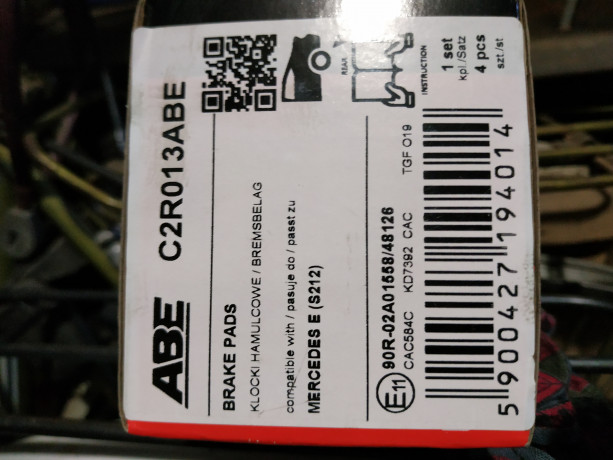 ABE C2R013ABE
BRAKE PADS
KLOCKI HAMULCOWE / BREMSBELAG
compatible with / pasuje do / passt zu
MERCEDES E (S212)
REAR
INSTRUCTION
1 set
kpl./Satz
4 pcs
szt./st
E11
90R-02A01558/48126
CAC584C KD7392 CAC TGF O19
5 900427 194014